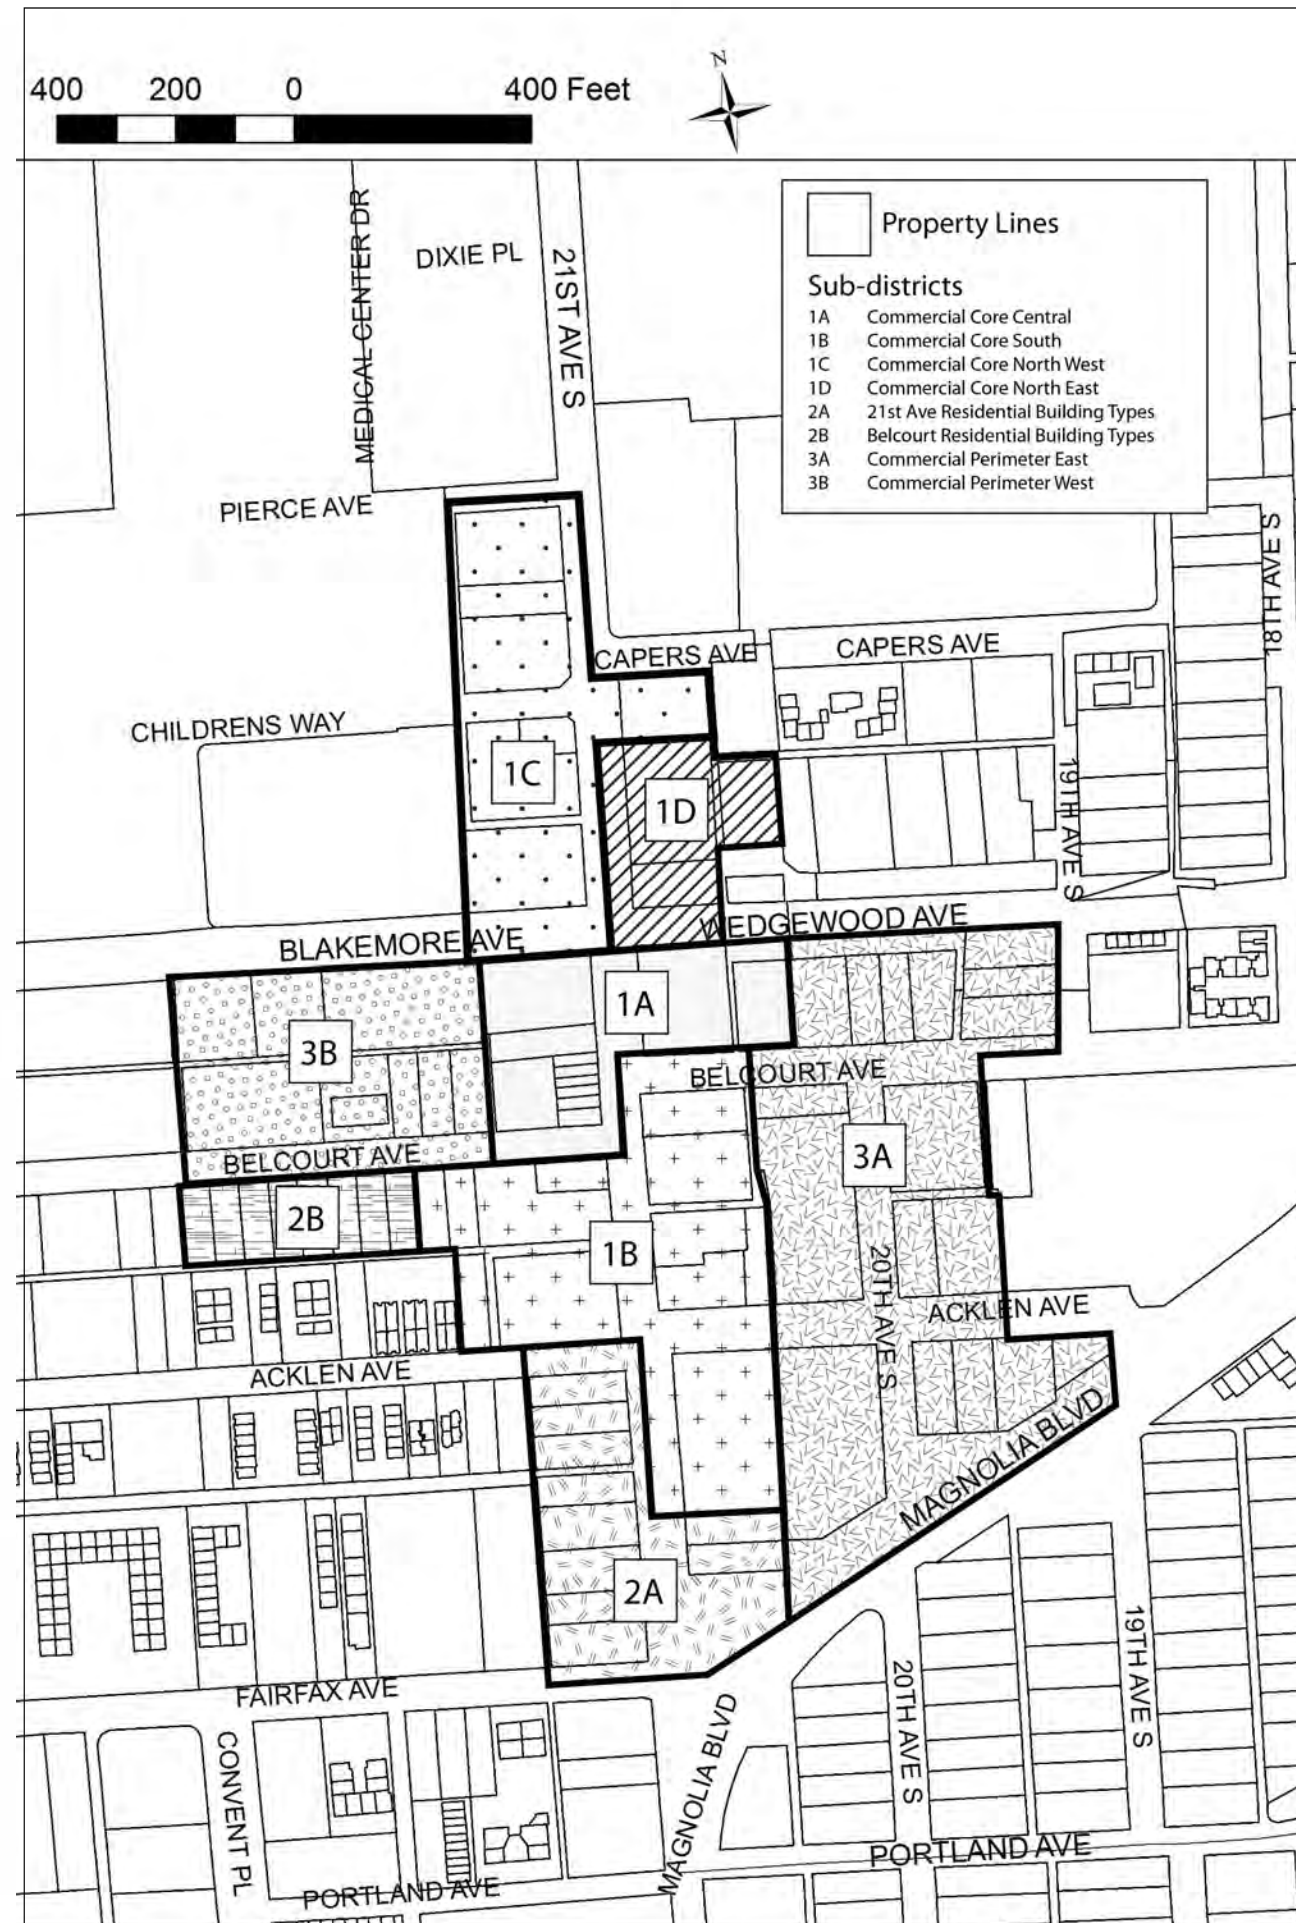 400 200 0 400 Feet
N
Property Lines
Sub-districts
1A Commercial Core Central
1B Commercial Core South
1C Commercial Core North West
1D Commercial Core North East
2A 21st Ave Residential Building Types
2B Belcourt Residential Building Types
3A Commercial Perimeter East
3B Commercial Perimeter West
MEDICAL CENTER DR
DIXIE PL
21ST AVE S
PIERCE AVE
18TH AVE S
CAPERS AVE
CAPERS AVE
CHILDRENS WAY
1C
1D
19TH AVE S
BLAKEMORE AVE
WEDGEWOOD AVE
1A
3B
BELCOURT AVE
BELCOURT AVE
3A
2B
1B
20TH AVE S
ACKLEN AVE
ACKLEN AVE
MAGNOLIA BLVD
2A
FAIRFAX AVE
20TH AVE S
19TH AVE S
CONVENT PL
MAGNOLIA BLVD
PORTLAND AVE
PORTLAND AVE